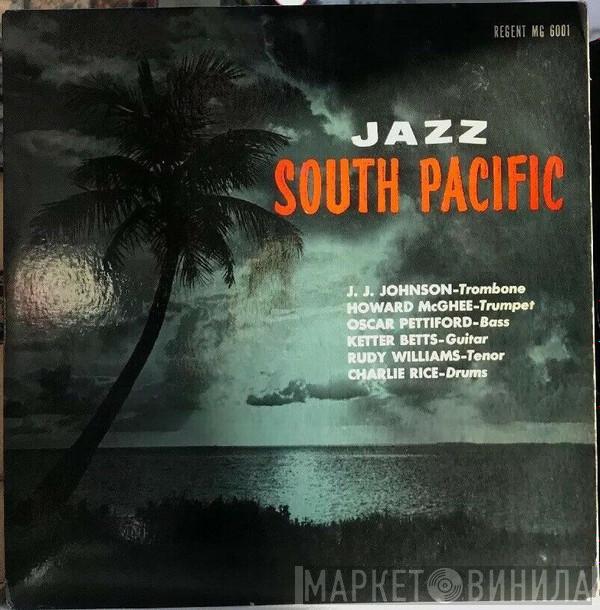 REGENT MG 6001
JAZZ
SOUTH PACIFIC
J. J. JOHNSON-Trombone
HOWARD McGHEE-Trumpet
OSCAR PETTIFORD-Bass
KETTER BETTS-Guitar
RUDY WILLIAMS-Tenor
CHARLIE RICE-Drums
МАРКЕТ ВИНИЛА